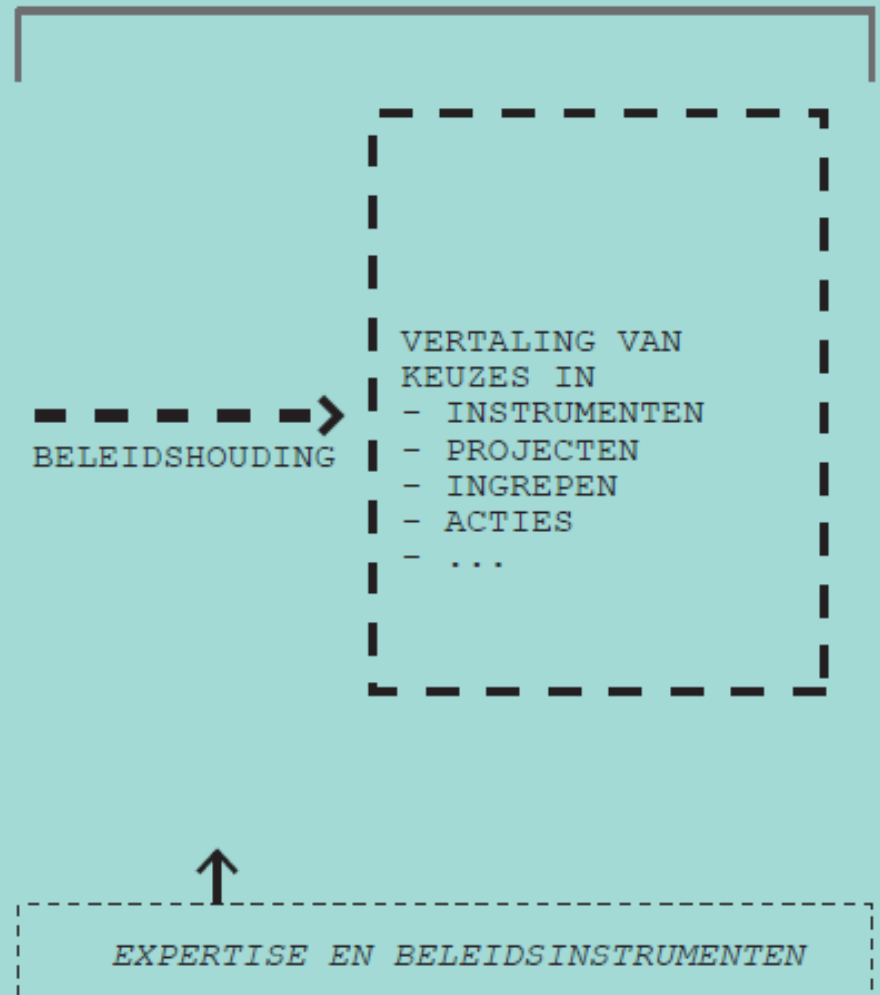 VERTALING VAN
KEUZES IN
- INSTRUMENTEN
- PROJECTEN
- INGREPEN
- ACTIES
- ...
BELEIDSHOUDING
EXPERTISE EN BELEIDSINSTRUMENTEN